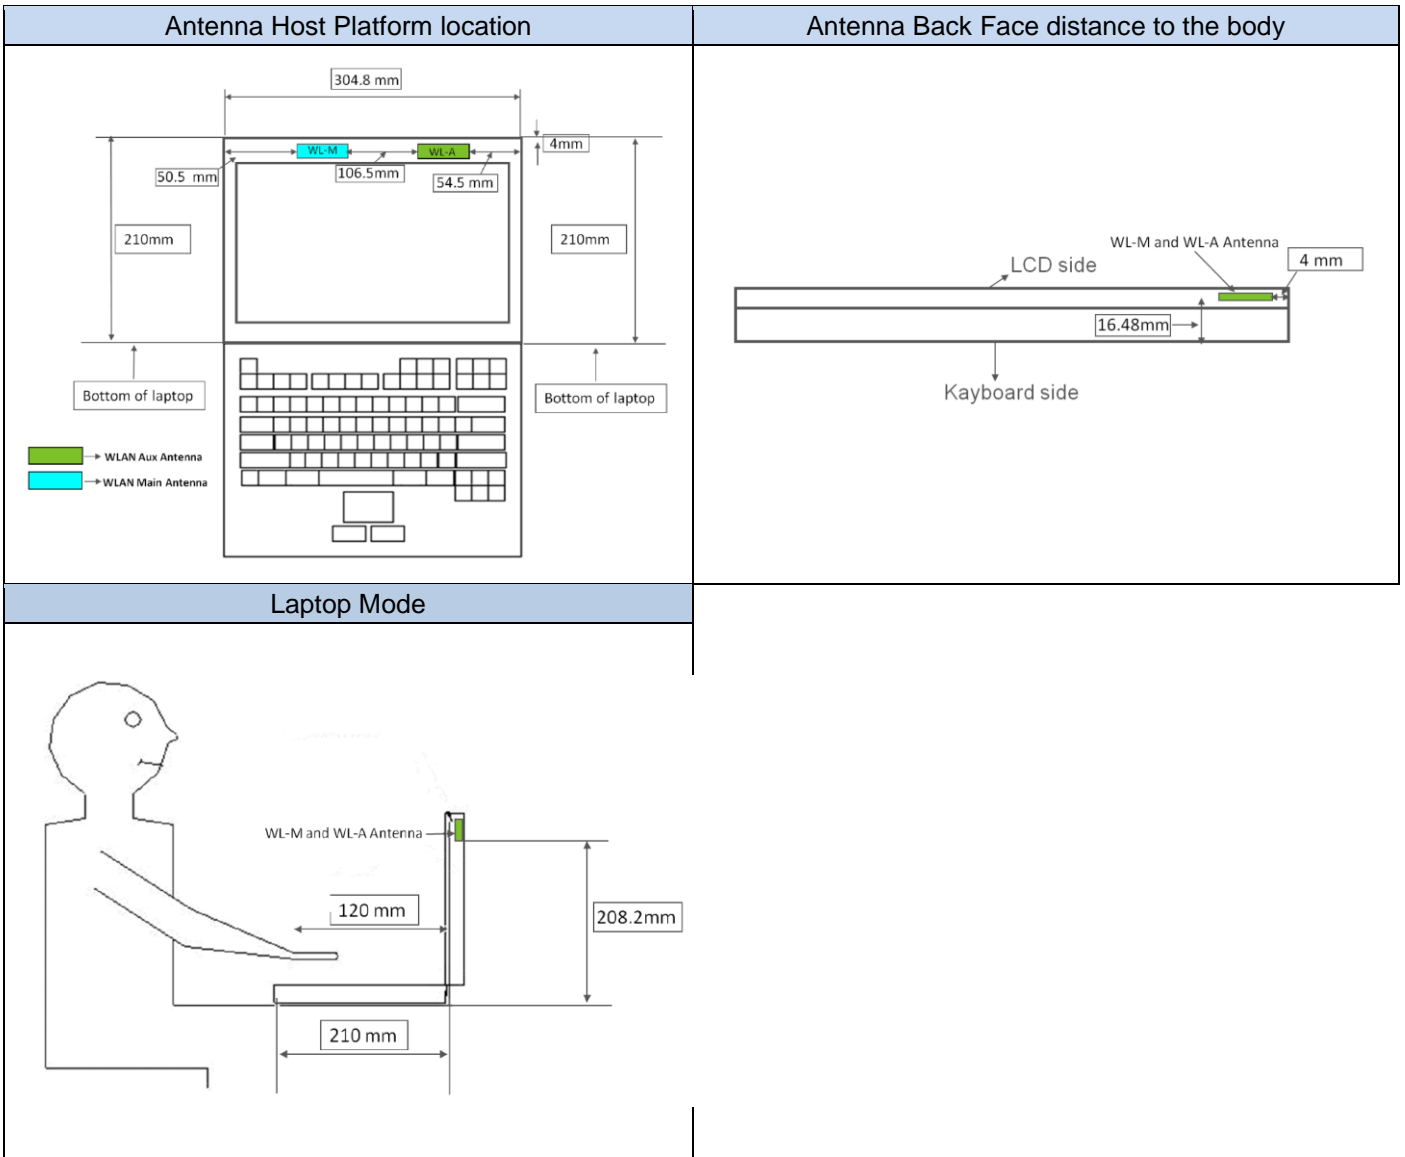 Antenna Host Platform location
Antenna Back Face distance to the body
304.8 mm
WL-M
WL-A
4mm
50.5 mm
106.5mm
54.5 mm
210mm
210mm
Bottom of laptop
Bottom of laptop
WLAN Aux Antenna
WLAN Main Antenna
WL-M and WL-A Antenna
LCD side
4 mm
16.48mm
Kayboard side
Laptop Mode
WL-M and WL-A Antenna
120 mm
208.2mm
210 mm